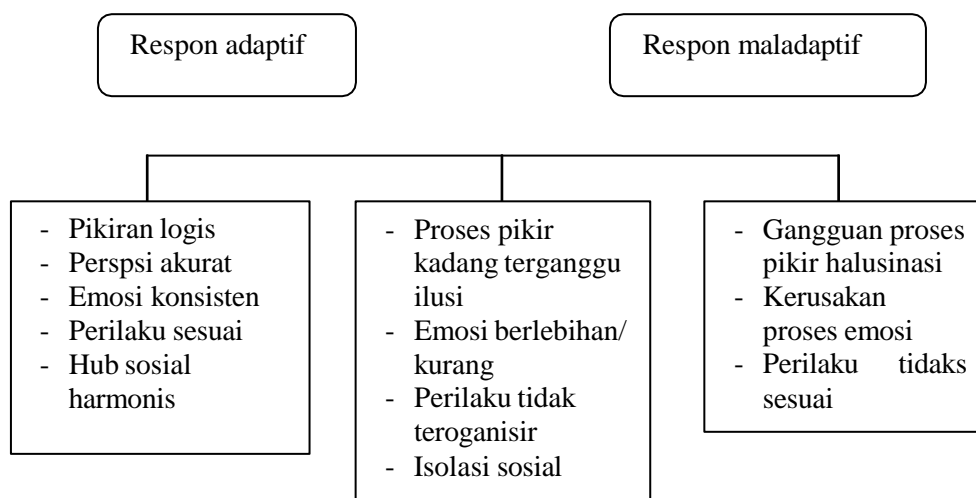 Respon adaptif
Respon maladaptif
- Pikiran logis
- Perspsi akurat
- Emosi konsisten
- Perilaku sesuai
- Hub sosial
harmonis
- Proses pikir
kadang terganggu
ilusi
- Emosi berlebihan/
kurang
- Perilaku tidak
teroganisir
- Isolasi sosial
- Gangguan proses
pikir halusinasi
- Kerusakan
proses emosi
- Perilaku tidaks
sesuai